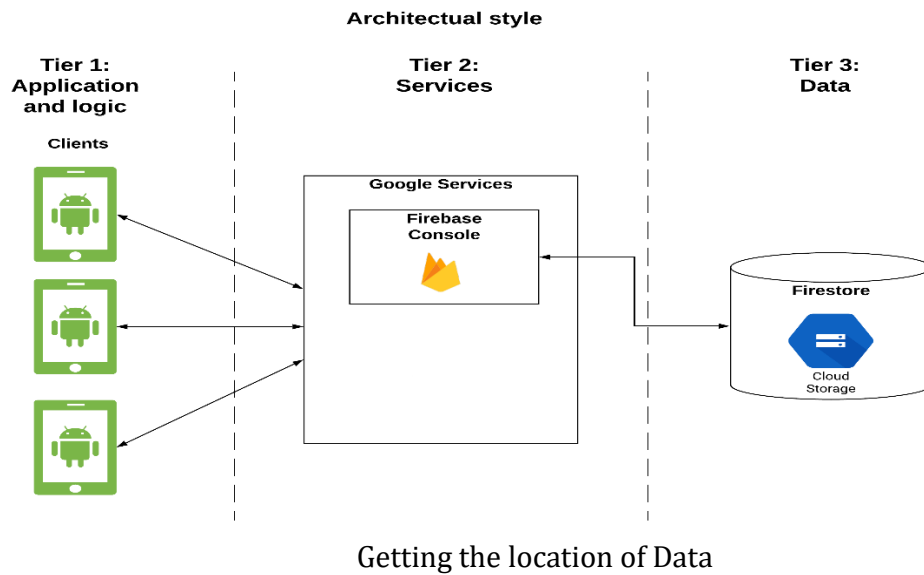 Architectual style
Tier 1:
Application
and logic
Tier 2:
Services
Tier 3:
Data
Clients
Google Services
Firebase
Console
Firestore
Cloud
Storage
Getting the location of Data